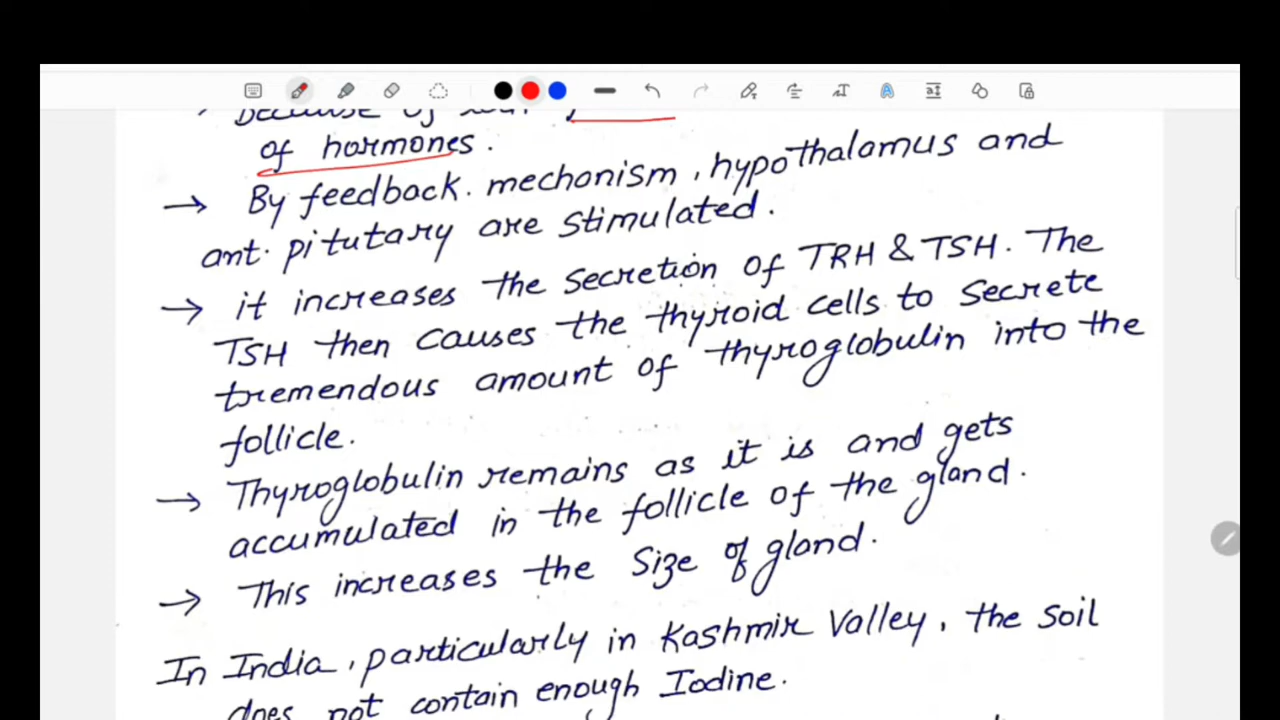 because of
of hormones.
→ By feedback. mechanism, hypothalamus and
ant. pitutary are stimulated.
→ it increases the secretion of TRH & TSH. The
TSH then causes the thyroid cells to secrete
tremendous amount of thyroglobulin into the
follicle.
→ Thyroglobulin remains as it is and gets
accumulated in the follicle of the gland.
→ This increases the size of gland.
In India, particularly in Kashmir Valley, the soil
does not contain enough Iodine.